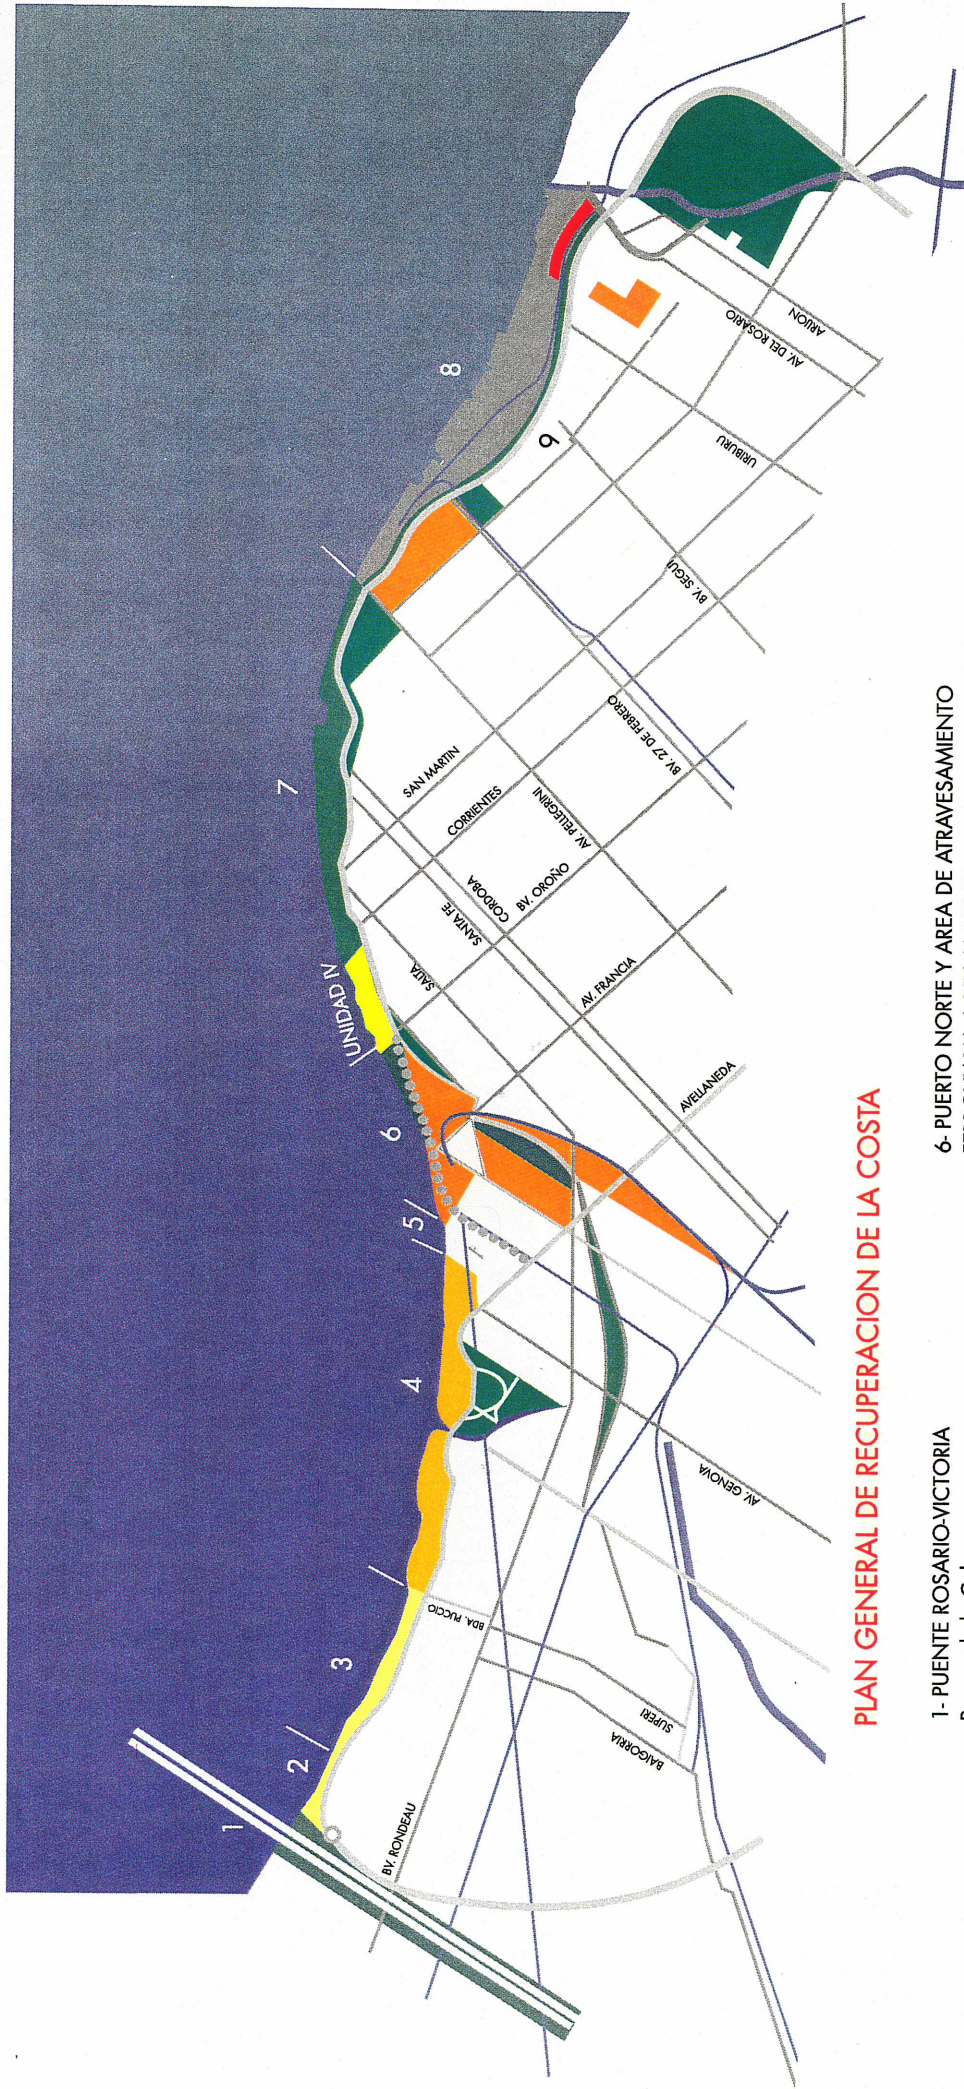 1
2
3
4
5
6
7
8
9
UNIDAD IV
BV. RONDEAU
BAIGORRIA
SUPERI
BDA. PUCCIO
AV. GENOVA
AVELLANEDA
AV. FRANCIA
SALTA
SANTA FE
CORDOBA
BV. OROÑO
CORRIENTES
SAN MARTIN
AV. PELLEGRINI
BV. 27 DE FEBRERO
BV. SEGUI
URIBURU
AV. DEL ROSARIO
ARIJON
PLAN GENERAL DE RECUPERACION DE LA COSTA
1- PUENTE ROSARIO-VICTORIA
6- PUERTO NORTE Y AREA DE ATRAVESAMIENTO